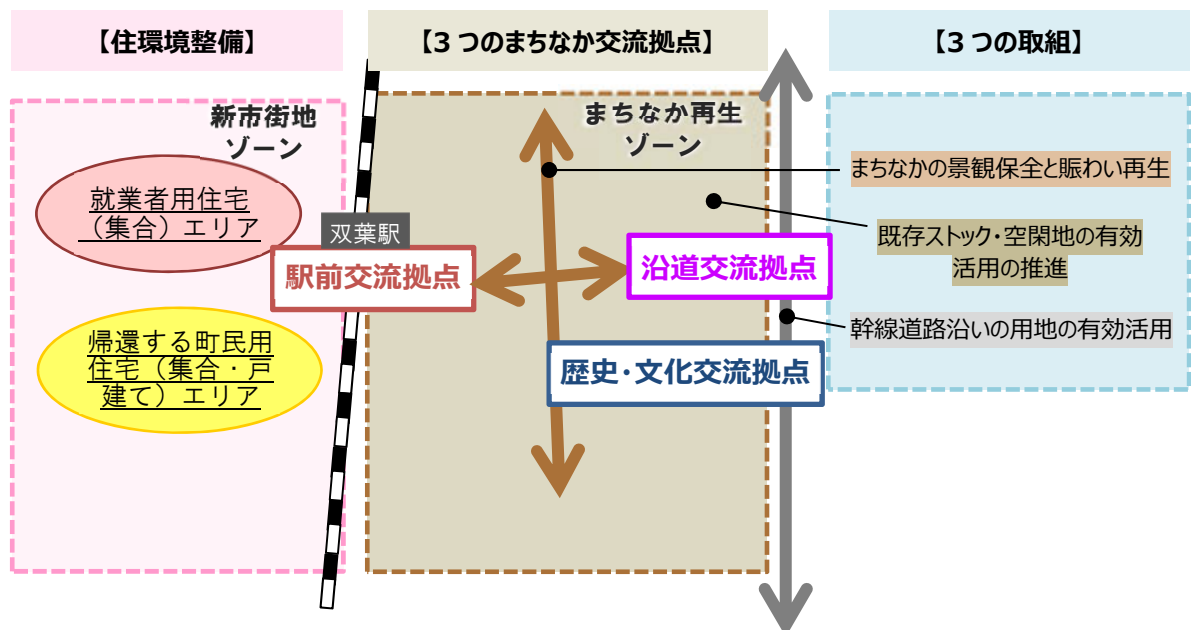 【住環境整備】
【3つのまちなか交流拠点】
【3つの取組】
新市街地
ゾーン
就業者用住宅
（集合）エリア
帰還する町民用
住宅（集合・戸
建て）エリア
双葉駅
駅前交流拠点
まちなか再生
ゾーン
沿道交流拠点
歴史・文化交流拠点
まちなかの景観保全と賑わい再生
既存ストック・空閑地の有効
活用の推進
幹線道路沿いの用地の有効活用